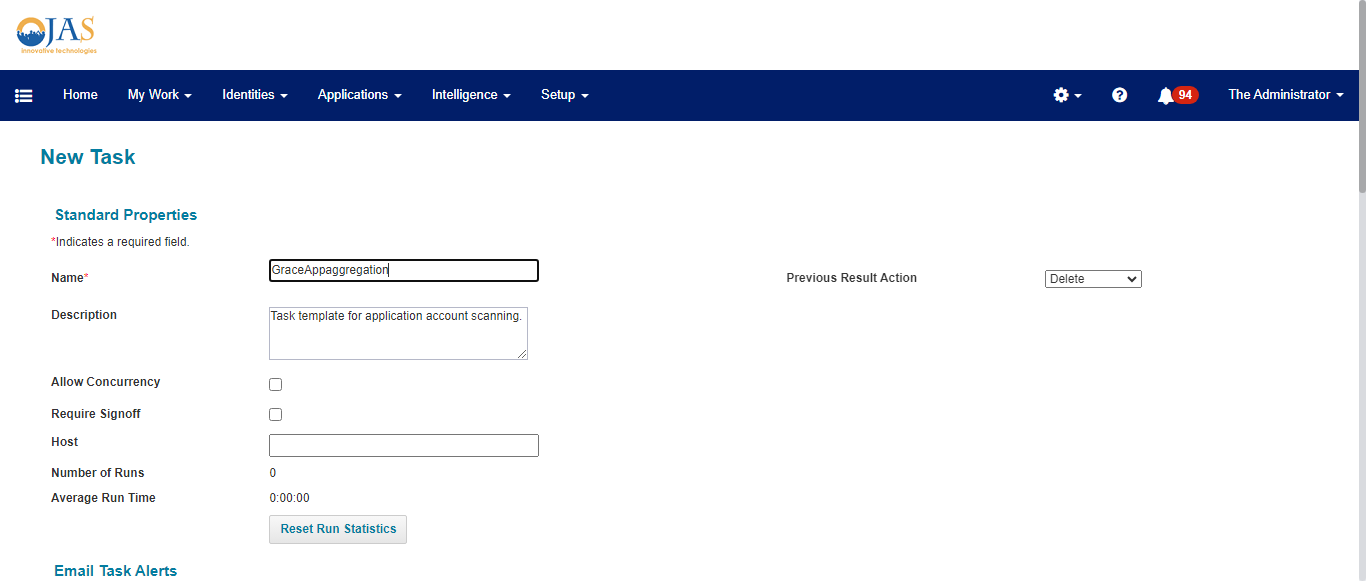 OJAS
innovative technologies
Home My Work Identities Applications Intelligence Setup 94 The Administrator
New Task
Standard Properties
*Indicates a required field.
Name* GraceAppaggregation Previous Result Action Delete
Description Task template for application account scanning.
Allow Concurrency
Require Signoff
Host
Number of Runs 0
Average Run Time 0:00:00
Reset Run Statistics
Email Task Alerts